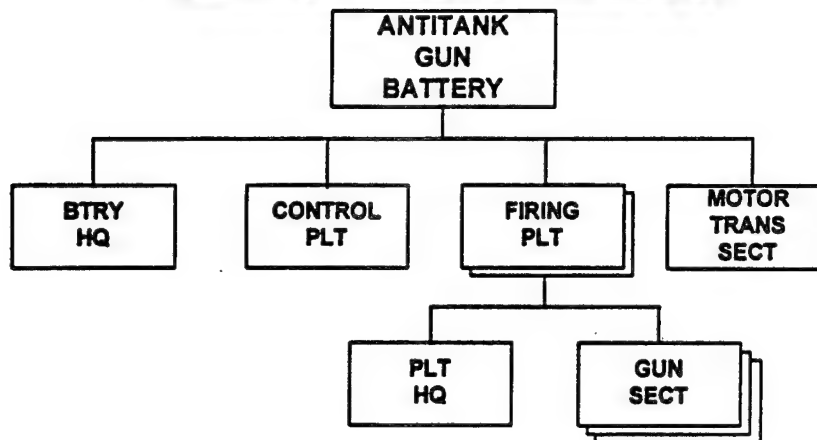 ANTITANK
GUN
BATTERY
BTRY
HQ
CONTROL
PLT
FIRING
PLT
MOTOR
TRANS
SECT
PLT
HQ
GUN
SECT